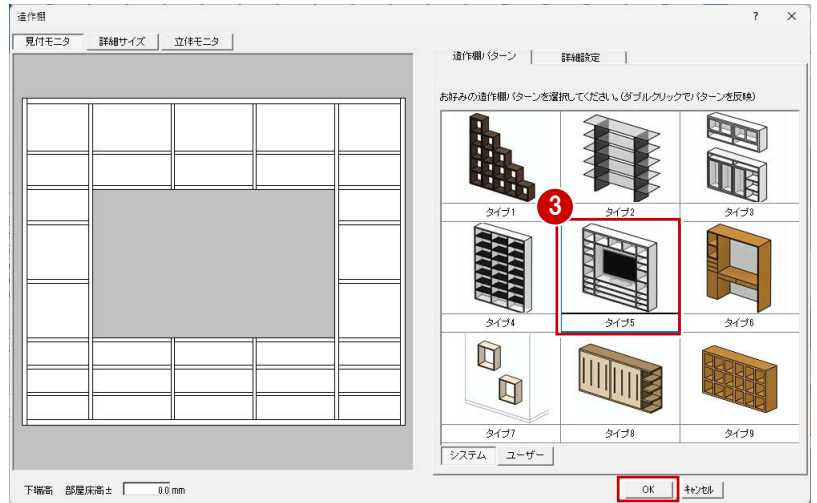 造作棚
? ×
見付モニタ 詳細サイズ 立体モニタ
造作棚パターン 詳細設定
お好みの造作棚パターンを選択してください。(ダブルクリックでパターンを反映)
タイプ1 タイプ2 タイプ3
3
タイプ4 タイプ5 タイプ6
タイプ7 タイプ8 タイプ9
システム ユーザー
下端高 部屋床高± 0.0 mm
OK キャンセル